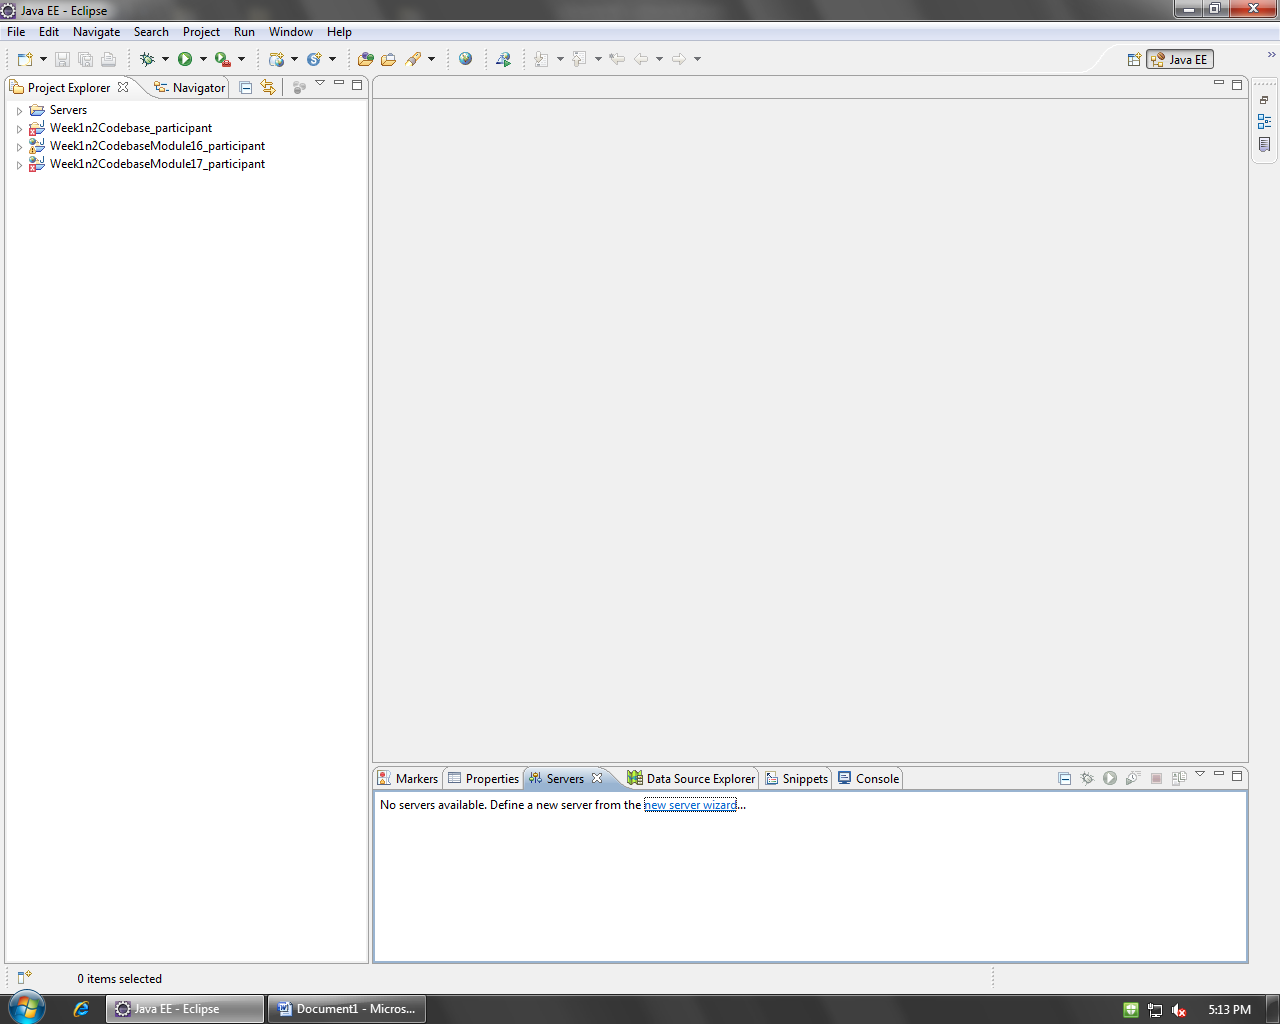 Java EE - Eclipse
File Edit Navigate Search Project Run Window Help
Java EE
Project Explorer Navigator
Servers
Week1n2Codebase_participant
Week1n2CodebaseModule16_participant
Week1n2CodebaseModule17_participant
Markers Properties Servers Data Source Explorer Snippets Console
No servers available. Define a new server from the new server wizard...
0 items selected
Java EE - Eclipse Document1 - Micros... 5:13 PM